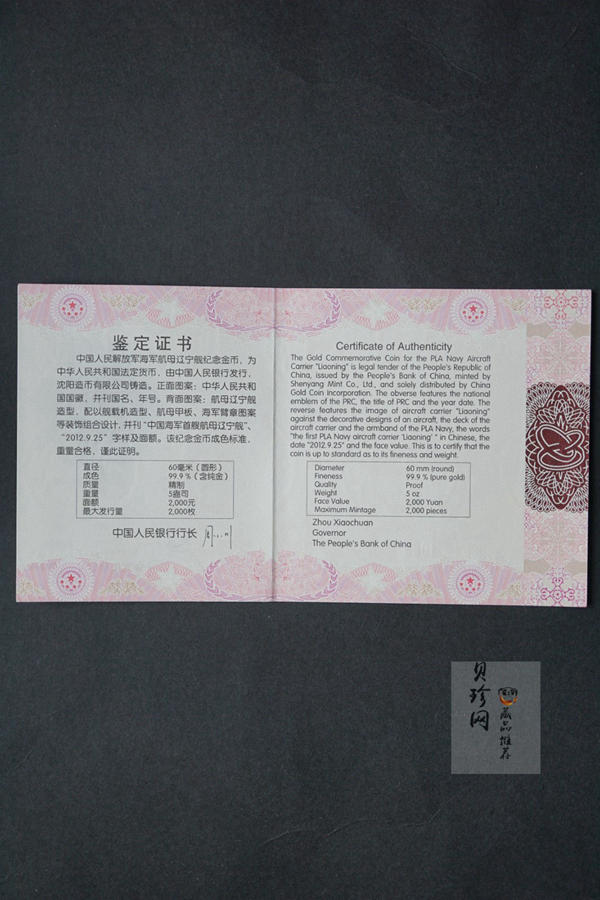 鉴定证书
中国人民解放军海军航母辽宁舰纪念金币，为
中华人民共和国法定货币，由中国人民银行发行，
沈阳造币有限公司铸造。正面图案：中华人民共和
国国徽，并刊国名、年号。背面图案：航母辽宁舰
造型，配以舰载机造型、航母甲板、海军臂章图案
等装饰组合设计，并刊“中国海军首艘航母辽宁舰”、
“2012.9.25”字样及面额。该纪念金币成色标准，
重量合格，谨此证明。
直径 60毫米（圆形）
成色 99.9％（含纯金）
质量 精制
重量 5盎司
面额 2,000元
最大发行量 2,000枚
中国人民银行行长
Certificate of Authenticity
The Gold Commemorative Coin for the PLA Navy Aircraft
Carrier "Liaoning" is legal tender of the People's Republic of
China, issued by the People's Bank of China, minted by
Shenyang Mint Co., Ltd., and solely distributed by China
Gold Coin Incorporation. The obverse features the national
emblem of the PRC, the title of PRC and the year date. The
reverse features the image of aircraft carrier "Liaoning"
against the decorative designs of an aircraft, the deck of the
aircraft carrier and the armband of the PLA Navy, the words
"the first PLA Navy aircraft carrier 'Liaoning' " in Chinese, the
date "2012.9.25" and the face value. This is to certify that the
coin is up to standard as to its fineness and weight.
Diameter 60 mm (round)
Fineness 99.9 % (pure gold)
Quality Proof
Weight 5 oz
Face Value 2,000 Yuan
Maximum Mintage 2,000 pieces
Zhou Xiaochuan
Governor
The People's Bank of China
贝珍网
藏品推荐